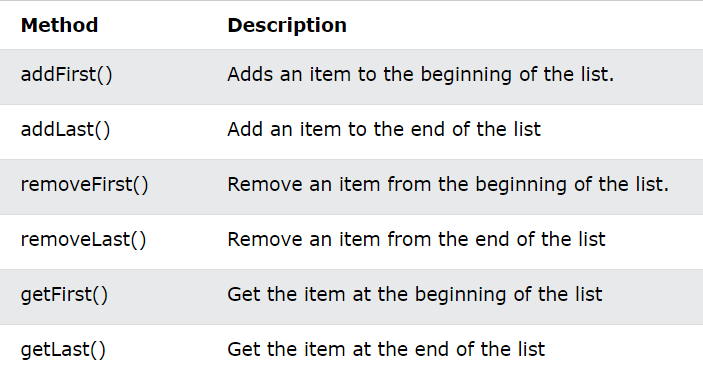 Method Description
addFirst() Adds an item to the beginning of the list.
addLast() Add an item to the end of the list
removeFirst() Remove an item from the beginning of the list.
removeLast() Remove an item from the end of the list
getFirst() Get the item at the beginning of the list
getLast() Get the item at the end of the list